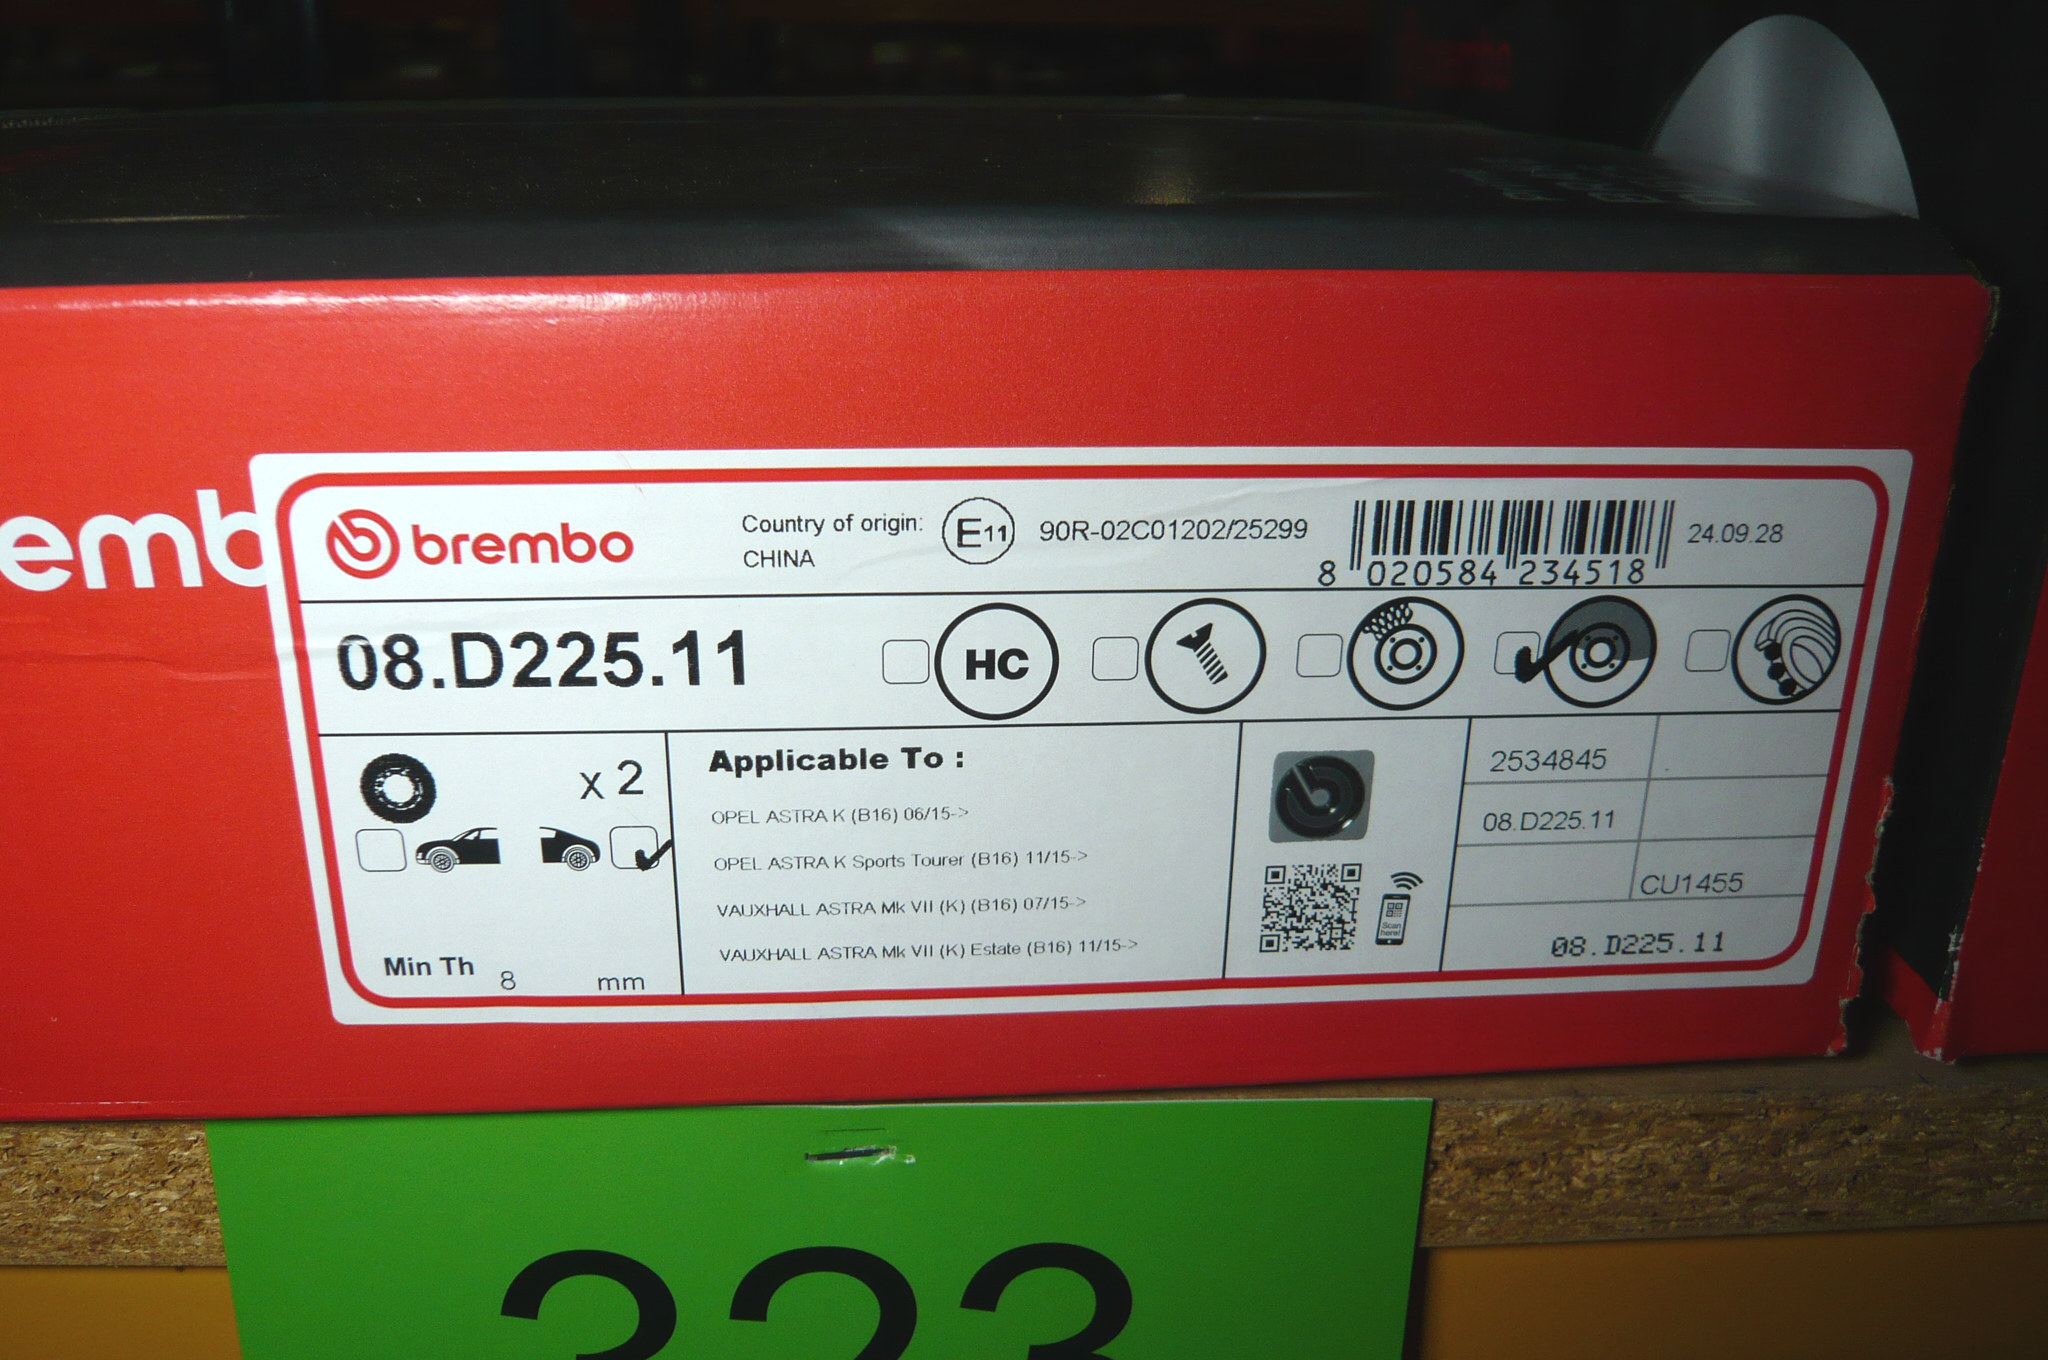 emb
brembo
Country of origin:
CHINA
E11
90R-02C01202/25299
8 020584 234518
24.09.28
08.D225.11
HC
x 2
Min Th 8 mm
Applicable To :
OPEL ASTRA K (B16) 06/15->
OPEL ASTRA K Sports Tourer (B16) 11/15->
VAUXHALL ASTRA Mk VII (K) (B16) 07/15->
VAUXHALL ASTRA Mk VII (K) Estate (B16) 11/15->
Scan
here!
2534845
08.D225.11
CU1455
08.D225.11